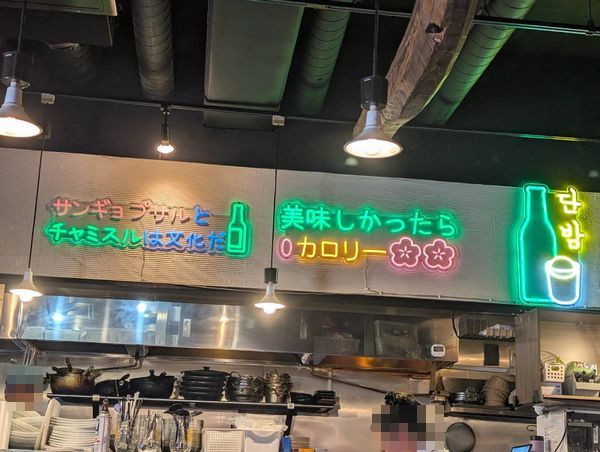 サンギョプサルと
チャミスルは文化だ
美味しかったら
0カロリー
단
밤